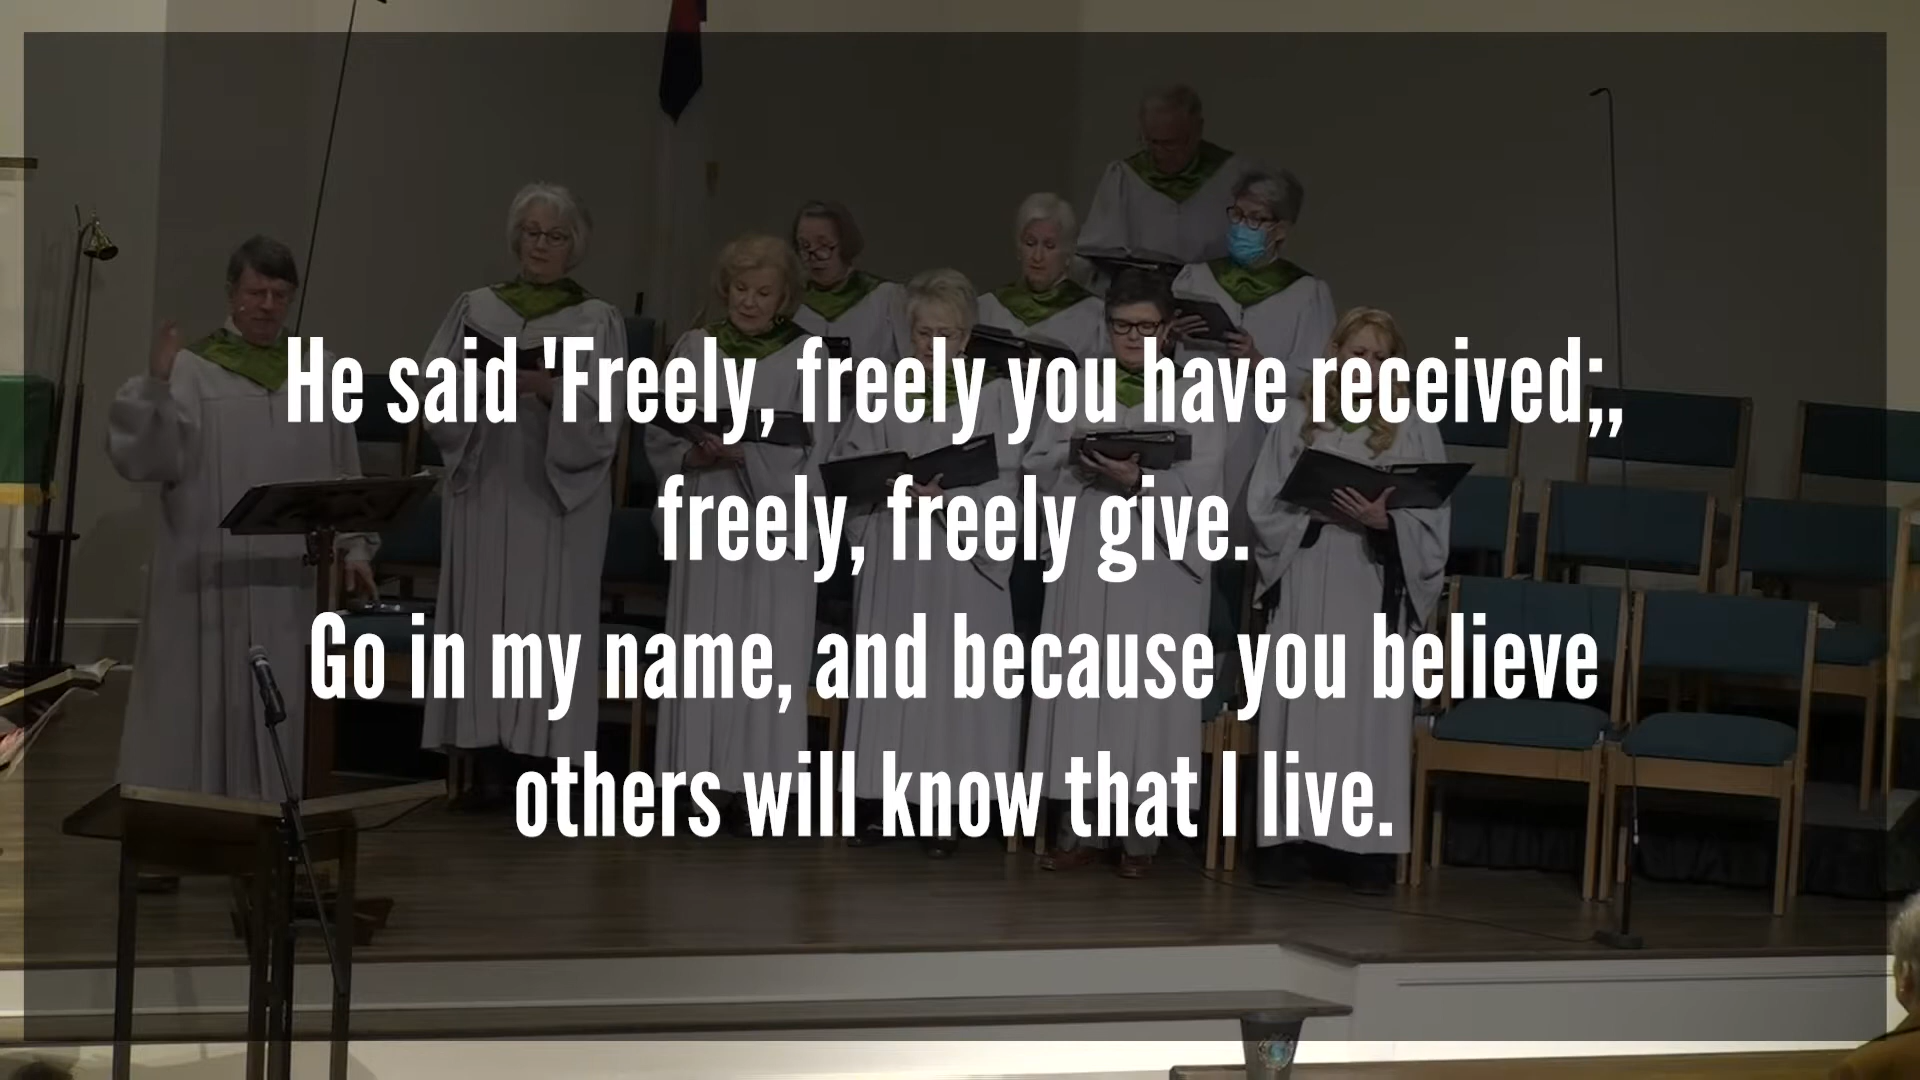 He said 'Freely, freely you have received;,
freely, freely give.
Go in my name, and because you believe
others will know that I live.